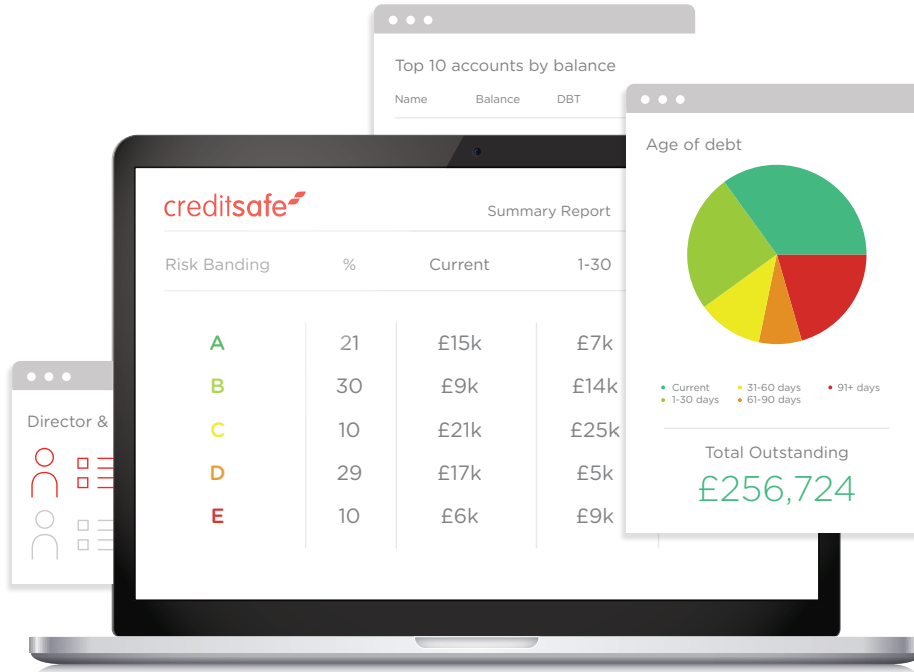 Top 10 accounts by balance
Name Balance DBT
Age of debt
Current 31-60 days 91+ days
1-30 days 61-90 days
Total Outstanding
£256,724
creditsafe
Summary Report
Risk Banding % Current 1-30
A 21 £15k £7k
B 30 £9k £14k
C 10 £21k £25k
D 29 £17k £5k
E 10 £6k £9k
Director &